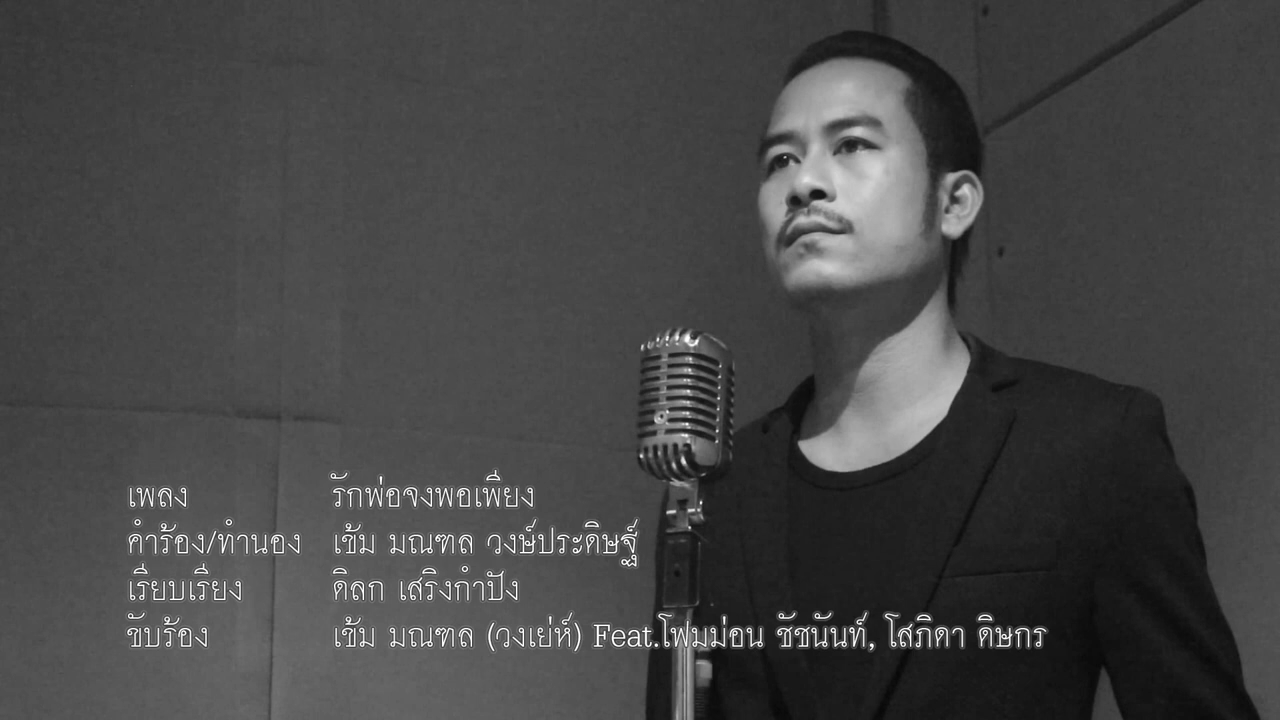 เพลง รักพ่อจงพอเพียง
คำร้อง/ทำนอง เข้ม มณฑล วงษ์ประดิษฐ์
เรียบเรียง ดิลก เสริงกำปัง
ขับร้อง เข้ม มณฑล (วงเย่ห์) Feat.โฟมม่อน ชัชนันท์, โสภิดา ดิษกร